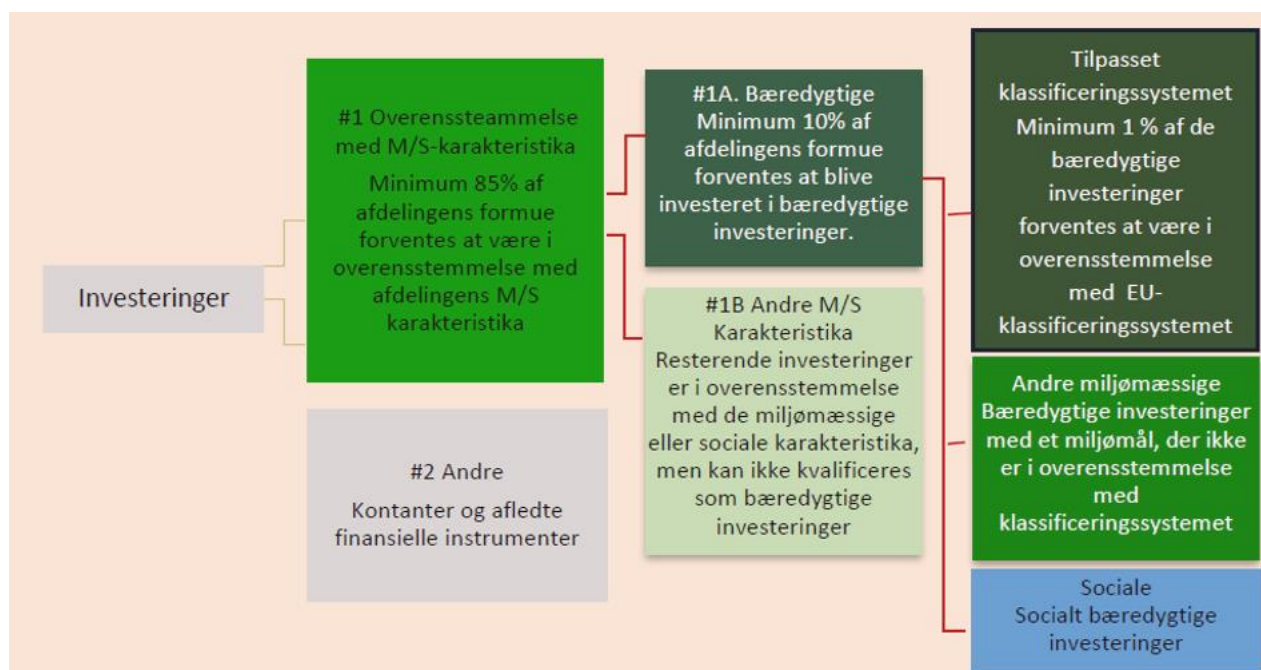 Investeringer
#1 Overenssteammelse
med M/S-karakteristika
Minimum 85% af
afdelingens formue
forventes at være i
overensstemmelse med
afdelingens M/S
karakteristika
#2 Andre
Kontanter og afledte
finansielle instrumenter
#1A. Bæredygtige
Minimum 10% af
afdelingens formue
forventes at blive
investeret i bæredygtige
investeringer.
#1B Andre M/S
Karakteristika
Resterende investeringer
er i overensstemmelse
med de miljømæssige
eller sociale karakteristika,
men kan ikke kvalificeres
som bæredygtige
investeringer
Tilpasset
klassificeringssystemet
Minimum 1 % af de
bæredygtige
investeringer
forventes at være i
overensstemmelse
med EU-
klassificeringssystemet
Andre miljømæssige
Bæredygtige investeringer
med et miljømål, der ikke
er i overensstemmelse
med
klassificeringssystemet
Sociale
Socialt bæredygtige
investeringer